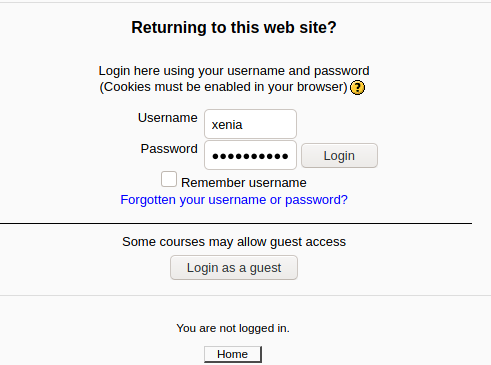 Returning to this web site?
Login here using your username and password
(Cookies must be enabled in your browser) ?
Username xenia
Password ●●●●●●●●●● Login
Remember username
Forgotten your username or password?
Some courses may allow guest access
Login as a guest
You are not logged in.
Home